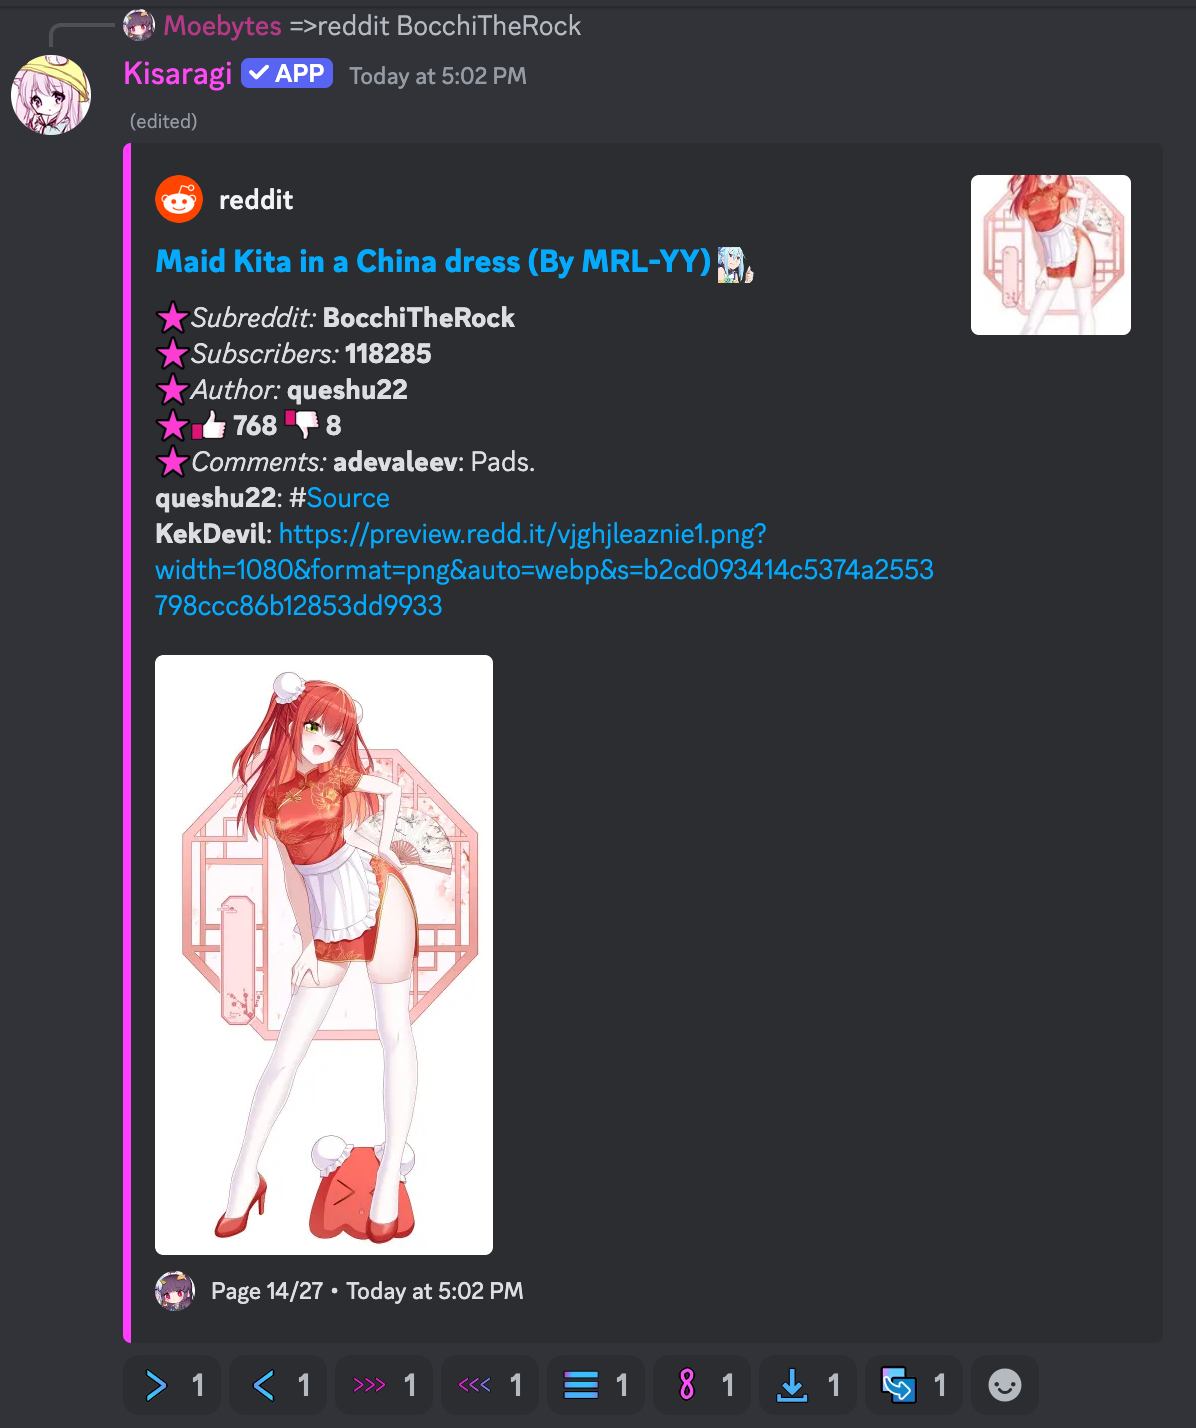 Moebytes =>reddit BocchiTheRock
Kisaragi APP Today at 5:02 PM
(edited)
reddit
Maid Kita in a China dress (By MRL-YY)
Subreddit: BocchiTheRock
Subscribers: 118285
Author: queshu22
768 8
Comments: adevaleev: Pads.
queshu22: #Source
KekDevil: https://preview.redd.it/vjghjleaznie1.png?
width=1080&format=png&auto=webp&s=b2cd093414c5374a2553
798ccc86b12853dd9933
Page 14/27 • Today at 5:02 PM
1 1 1 1 1 1 1 1